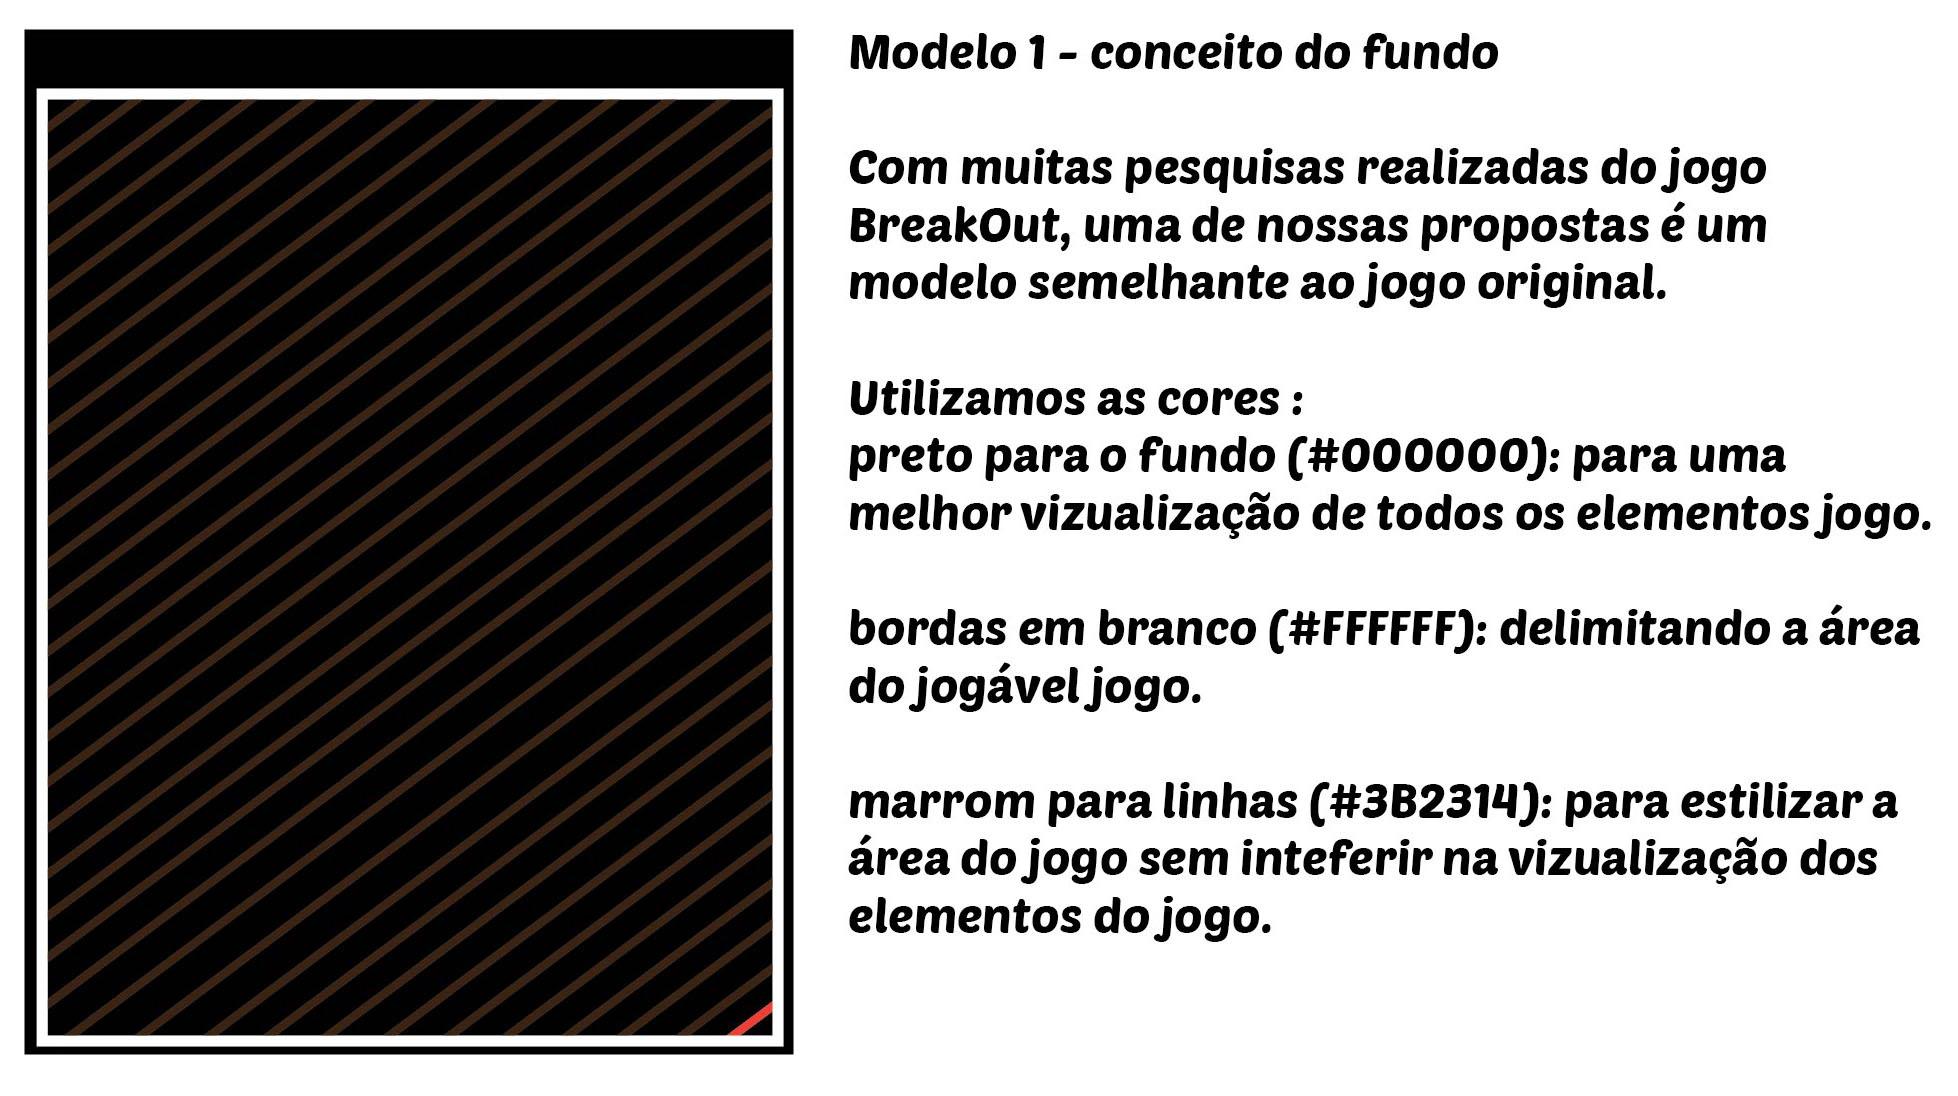 Modelo 1 - conceito do fundo
Com muitas pesquisas realizadas do jogo
BreakOut, uma de nossas propostas é um
modelo semelhante ao jogo original.
Utilizamos as cores :
preto para o fundo (#000000): para uma
melhor vizualização de todos os elementos jogo.
bordas em branco (#FFFFFF): delimitando a área
do jogável jogo.
marrom para linhas (#3B2314): para estilizar a
área do jogo sem inteferir na vizualização dos
elementos do jogo.